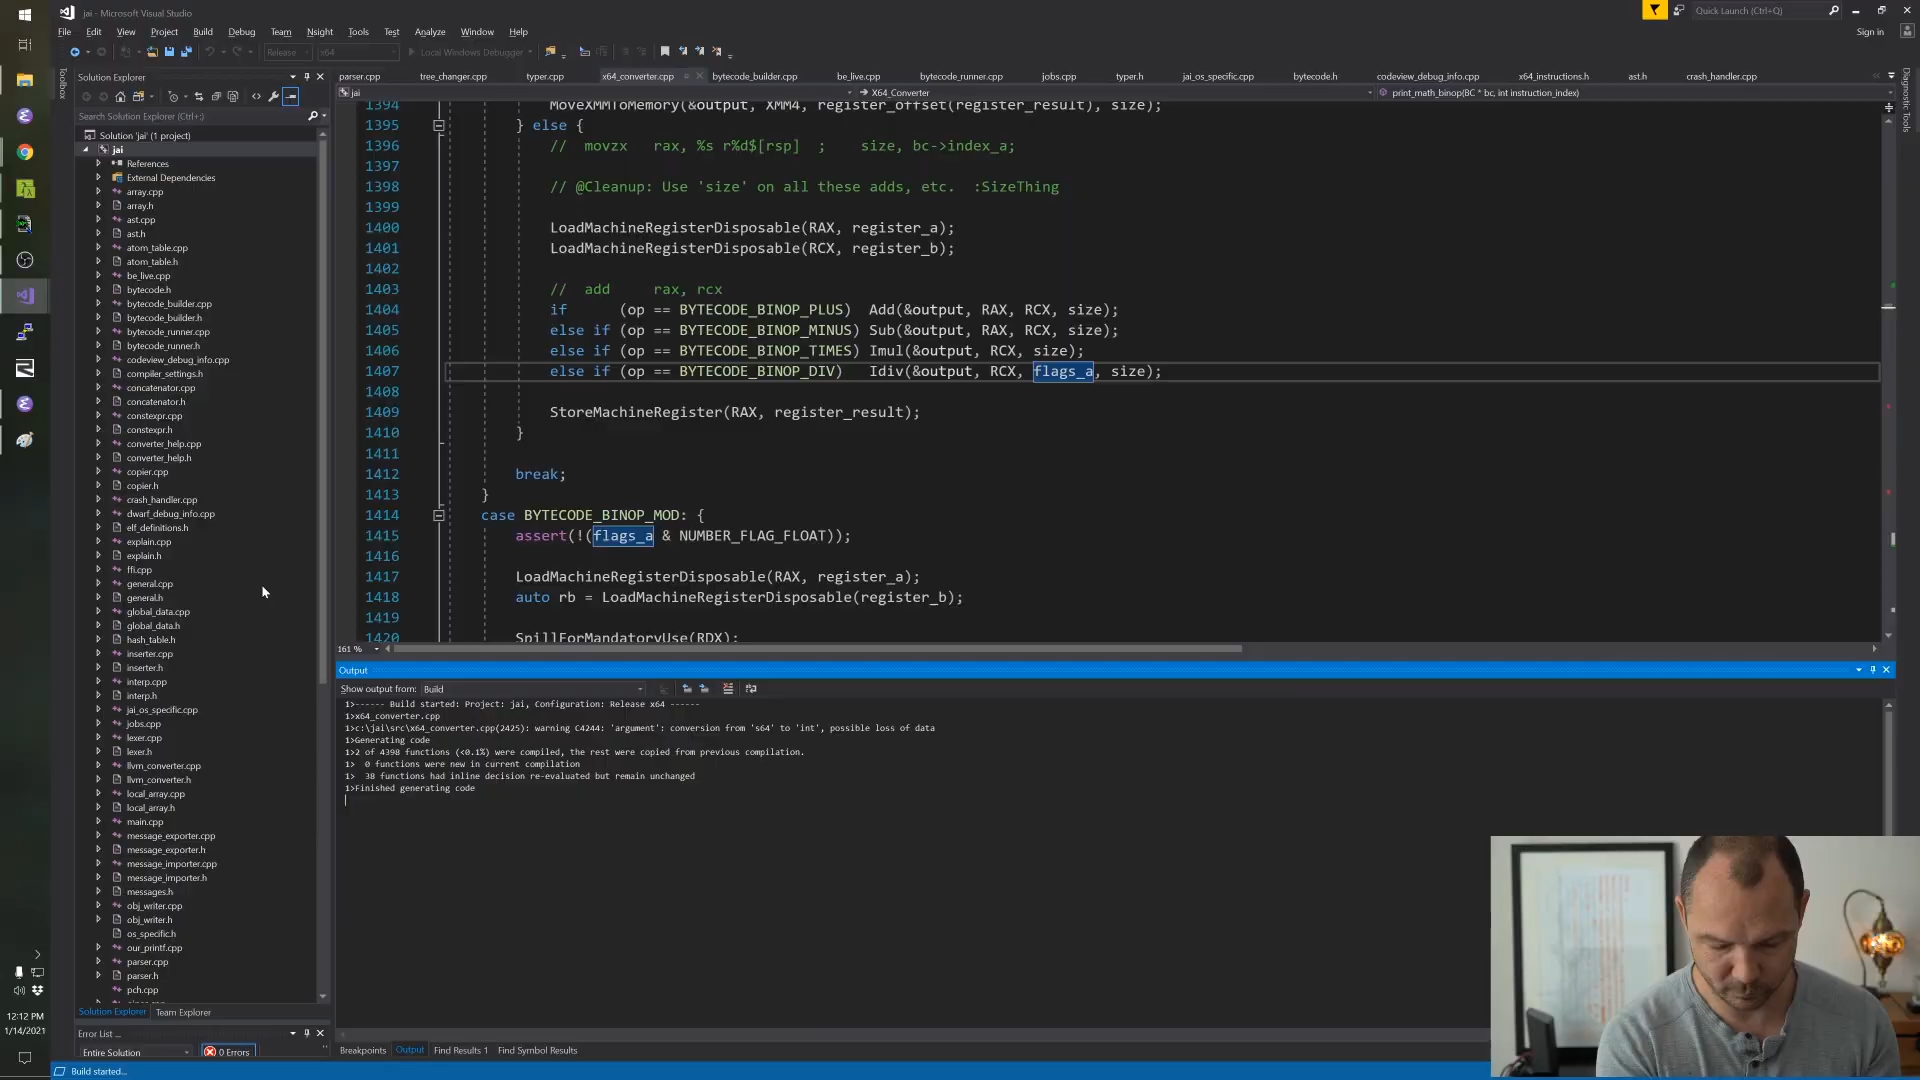 jai - Microsoft Visual Studio
Quick Launch (Ctrl+Q)
File Edit View Project Build Debug Team Nsight Tools Test Analyze Window Help
Sign in
Release x64 Local Windows Debugger
Toolbox
Solution Explorer
Search Solution Explorer (Ctrl+;)
Solution 'jai' (1 project)
jai
References
External Dependencies
array.cpp
array.h
ast.cpp
ast.h
atom_table.cpp
atom_table.h
be_live.cpp
bytecode.h
bytecode_builder.cpp
bytecode_builder.h
bytecode_runner.cpp
bytecode_runner.h
codeview_debug_info.cpp
compiler_settings.h
concatenator.cpp
concatenator.h
constexpr.cpp
constexpr.h
converter_help.cpp
converter_help.h
copier.cpp
copier.h
crash_handler.cpp
dwarf_debug_info.cpp
elf_definitions.h
explain.cpp
explain.h
ffi.cpp
general.cpp
general.h
global_data.cpp
global_data.h
hash_table.h
inserter.cpp
inserter.h
interp.cpp
interp.h
jai_os_specific.cpp
jobs.cpp
lexer.cpp
lexer.h
llvm_converter.cpp
llvm_converter.h
local_array.cpp
local_array.h
main.cpp
message_exporter.cpp
message_exporter.h
message_importer.cpp
message_importer.h
messages.h
obj_writer.cpp
obj_writer.h
os_specific.h
our_printf.cpp
parser.cpp
parser.h
pch.cpp
Solution Explorer Team Explorer
Error List ...
Entire Solution 0 Errors
parser.cpp tree_changer.cpp typer.cpp x64_converter.cpp bytecode_builder.cpp be_live.cpp bytecode_runner.cpp jobs.cpp typer.h jai_os_specific.cpp bytecode.h codeview_debug_info.cpp x64_instructions.h ast.h crash_handler.cpp
Diagnostic Tools
jai X64_Converter print_math_binop(BC * bc, int instruction_index)
1394 MoveXMMToMemory(&output, XMM4, register_offset(register_result), size);
1395 } else {
1396 // movzx rax, %s r%d$[rsp] ; size, bc->index_a;
1397
1398 // @Cleanup: Use 'size' on all these adds, etc. :SizeThing
1399
1400 LoadMachineRegisterDisposable(RAX, register_a);
1401 LoadMachineRegisterDisposable(RCX, register_b);
1402
1403 // add rax, rcx
1404 if (op == BYTECODE_BINOP_PLUS) Add(&output, RAX, RCX, size);
1405 else if (op == BYTECODE_BINOP_MINUS) Sub(&output, RAX, RCX, size);
1406 else if (op == BYTECODE_BINOP_TIMES) Imul(&output, RCX, size);
1407 else if (op == BYTECODE_BINOP_DIV) Idiv(&output, RCX, flags_a, size);
1408
1409 StoreMachineRegister(RAX, register_result);
1410 }
1411
1412 break;
1413 }
1414 case BYTECODE_BINOP_MOD: {
1415 assert(!(flags_a & NUMBER_FLAG_FLOAT));
1416
1417 LoadMachineRegisterDisposable(RAX, register_a);
1418 auto rb = LoadMachineRegisterDisposable(register_b);
1419
1420 SpillForMandatoryUse(RDX);
161 %
Output
Show output from: Build
1>------ Build started: Project: jai, Configuration: Release x64 ------
1>x64_converter.cpp
1>c:\jai\src\x64_converter.cpp(2425): warning C4244: 'argument': conversion from 's64' to 'int', possible loss of data
1>Generating code
1>2 of 4398 functions (<0.1%) were compiled, the rest were copied from previous compilation.
1> 0 functions were new in current compilation
1> 38 functions had inline decision re-evaluated but remain unchanged
1>Finished generating code
Breakpoints Output Find Results 1 Find Symbol Results
12:12 PM
1/14/2021
Build started...